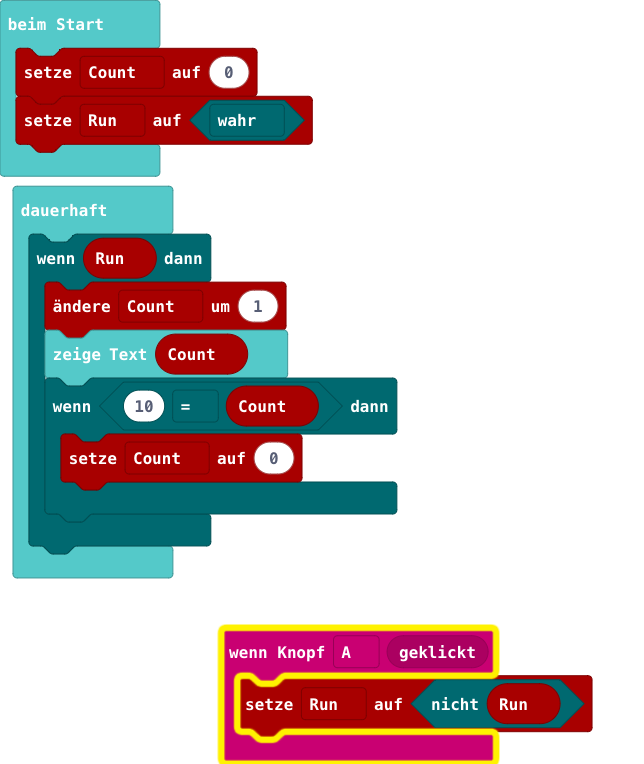 beim Start
setze Count auf 0
setze Run auf wahr
dauerhaft
wenn Run dann
ändere Count um 1
zeige Text Count
wenn 10 = Count dann
setze Count auf 0
wenn Knopf A geklickt
setze Run auf nicht Run